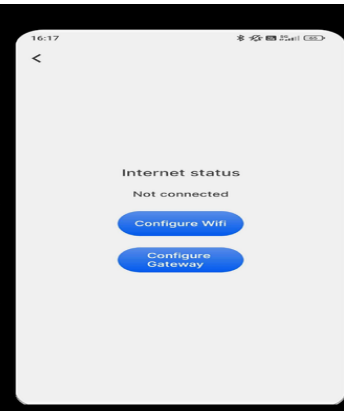 16:17
Internet status
Not connected
Configure Wifi
Configure
Gateway